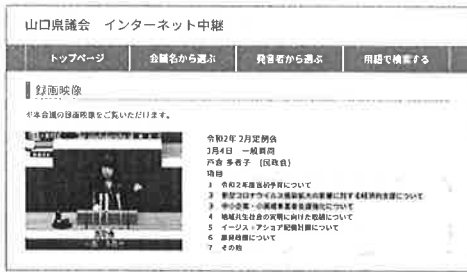 山口県議会 インターネット中継
トップページ 会議名から選ぶ 発言者から選ぶ 用語で検索する
録画映像
※本会議の録画映像をご覧いただけます。
令和2年2月定例会
3月4日 一般質問
戸倉 多香子 (民政会)
項目
1 令和2年度当初予算について
2 新型コロナウイルス感染拡大の影響に対する経済的支援について
3 中小企業・小規模事業者支援強化について
4 地域共生社会の実現に向けた取組について
5 イージス・アショア配備計画について
6 原発政策について
7 その他